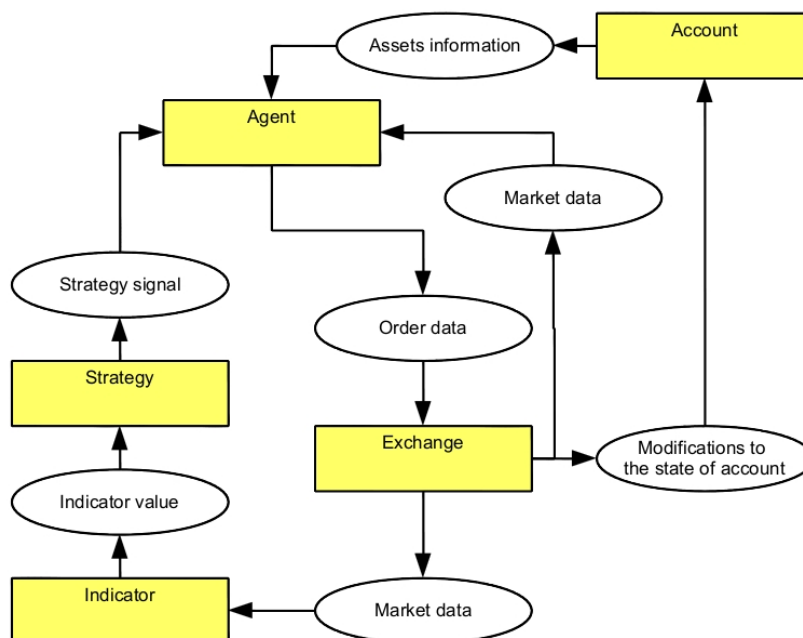 Account
Assets information
Agent
Market data
Strategy signal
Order data
Strategy
Exchange
Modifications to
the state of account
Indicator value
Indicator
Market data